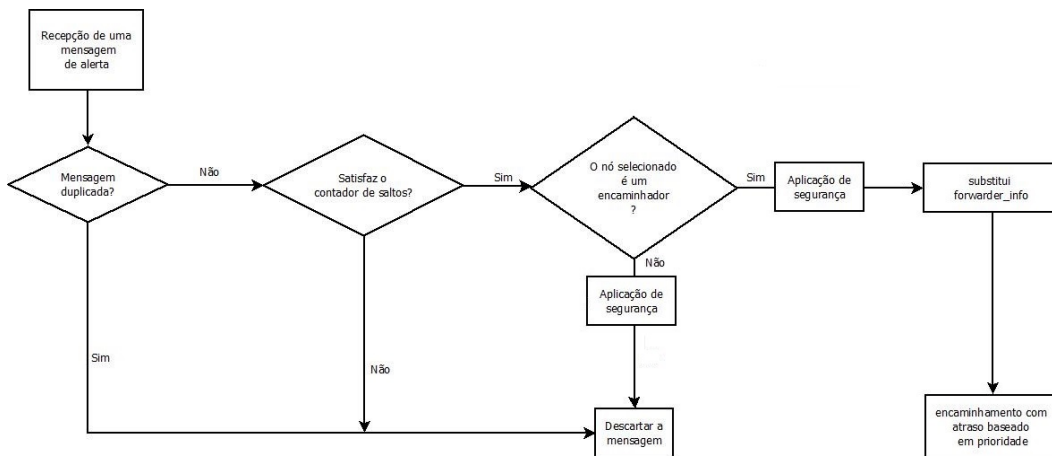 Recepção de uma
mensagem
de alerta
Mensagem
duplicada?
Não
Satisfaz o
contador de saltos?
Sim
O nó selecionado
é um
encaminhador
?
Sim
Aplicação de
segurança
substitui
forwarder_info
Não
Aplicação de
segurança
Sim
Não
Descartar a
mensagem
encaminhamento com
atraso baseado
em prioridade